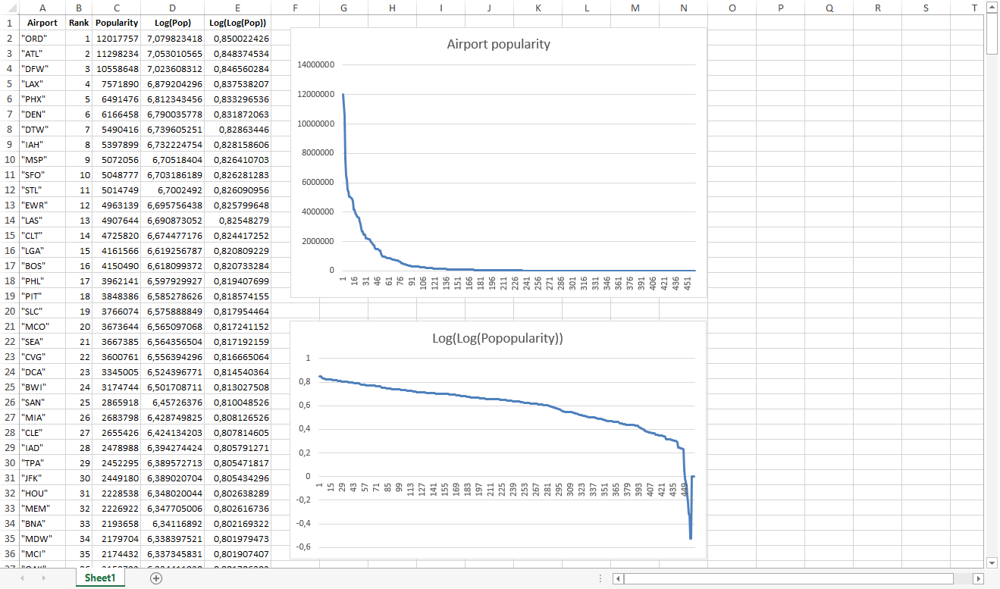 A B C D E F G H I J K L M N O P Q R S T
1 Airport Rank Popularity Log(Pop) Log(Log(Pop))
2 "ORD" 1 12017757 7,079823418 0,850022426
3 "ATL" 2 11298234 7,053010565 0,848374534
4 "DFW" 3 10558648 7,023608312 0,846560284
5 "LAX" 4 7571890 6,879204296 0,837538207
6 "PHX" 5 6491476 6,812343456 0,833296536
7 "DEN" 6 6166458 6,790035778 0,831872063
8 "DTW" 7 5490416 6,739605251 0,82863446
9 "IAH" 8 5397899 6,732224754 0,828158606
10 "MSP" 9 5072056 6,70518404 0,826410703
11 "SFO" 10 5048777 6,703186189 0,826281283
12 "STL" 11 5014749 6,7002492 0,826090956
13 "EWR" 12 4963139 6,695756438 0,825799648
14 "LAS" 13 4907644 6,690873052 0,82548279
15 "CLT" 14 4725820 6,674477176 0,824417252
16 "LGA" 15 4161566 6,619256787 0,820809229
17 "BOS" 16 4150490 6,618099372 0,820733284
18 "PHL" 17 3962141 6,597929927 0,819407699
19 "PIT" 18 3848386 6,585278626 0,818574155
20 "SLC" 19 3766074 6,575888849 0,817954464
21 "MCO" 20 3673644 6,565097068 0,817241152
22 "SEA" 21 3667385 6,564356504 0,817192159
23 "CVG" 22 3600761 6,556394296 0,816665064
24 "DCA" 23 3345005 6,524396771 0,814540364
25 "BWI" 24 3174744 6,501708711 0,813027508
26 "SAN" 25 2865918 6,45726376 0,810048526
27 "MIA" 26 2683798 6,428749825 0,808126526
28 "CLE" 27 2655426 6,424134203 0,807814605
29 "IAD" 28 2478988 6,394274424 0,805791271
30 "TPA" 29 2452295 6,389572713 0,805471817
31 "JFK" 30 2449180 6,389020704 0,805434296
32 "HOU" 31 2228538 6,348020044 0,802638289
33 "MEM" 32 2226922 6,347705006 0,802616736
34 "BNA" 33 2193658 6,34116892 0,802169322
35 "MDW" 34 2179704 6,338397521 0,801979473
36 "MCI" 35 2174432 6,337345831 0,801907407
Airport popularity
14000000
12000000
10000000
8000000
6000000
4000000
2000000
0
1 16 31 46 61 76 91 106 121 136 151 166 181 196 211 226 241 256 271 286 301 316 331 346 361 376 391 406 421 436 451
Log(Log(Popopularity))
1
0,8
0,6
0,4
0,2
0
-0,2
-0,4
-0,6
1 15 29 43 57 71 85 99 113 127 141 155 169 183 197 211 225 239 253 267 281 295 309 323 337 351 365 379 393 407 421 435 449
Sheet1